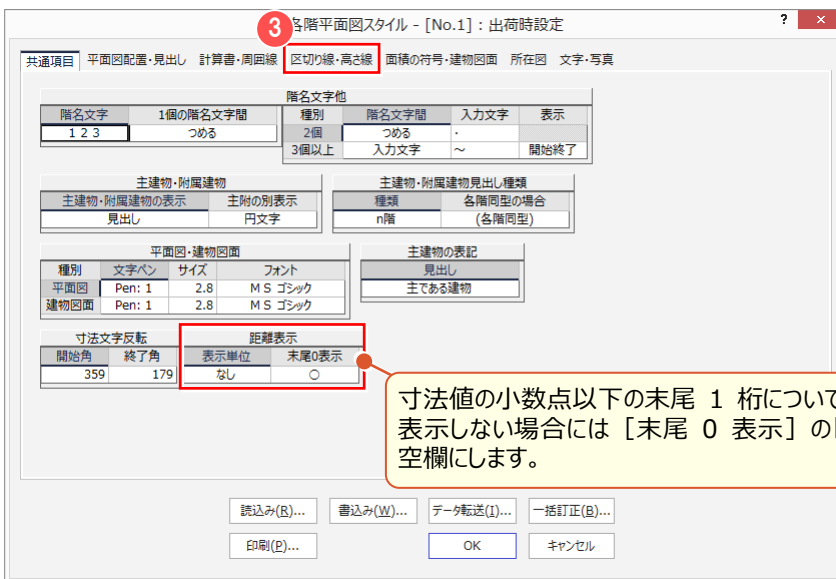 3
各階平面図スタイル - [No.1]：出荷時設定
? ×
共通項目 平面図配置・見出し 計算書・周囲線 区切り線・高さ線 面積の符号・建物図面 所在図 文字・写真
階名文字他
階名文字 1個の階名文字間 種別 階名文字間 入力文字 表示
1 2 3 つめる 2個 つめる ・
3個以上 入力文字 ～ 開始終了
主建物・附属建物 主建物・附属建物見出し種類
主建物・附属建物の表示 主附の別表示 種類 各階同型の場合
見出し 円文字 n階 (各階同型)
平面図・建物図面 主建物の表記
種別 文字ペン サイズ フォント 見出し
平面図 Pen: 1 2.8 ＭＳ ゴシック 主である建物
建物図面 Pen: 1 2.8 ＭＳ ゴシック
寸法文字反転 距離表示
開始角 終了角 表示単位 末尾0表示
359 179 なし ○
寸法値の小数点以下の末尾 1 桁について
表示しない場合には［末尾 0 表示］の
空欄にします。
読込み(R)... 書込み(W)... データ転送(I)... 一括訂正(B)...
印刷(P)... OK キャンセル